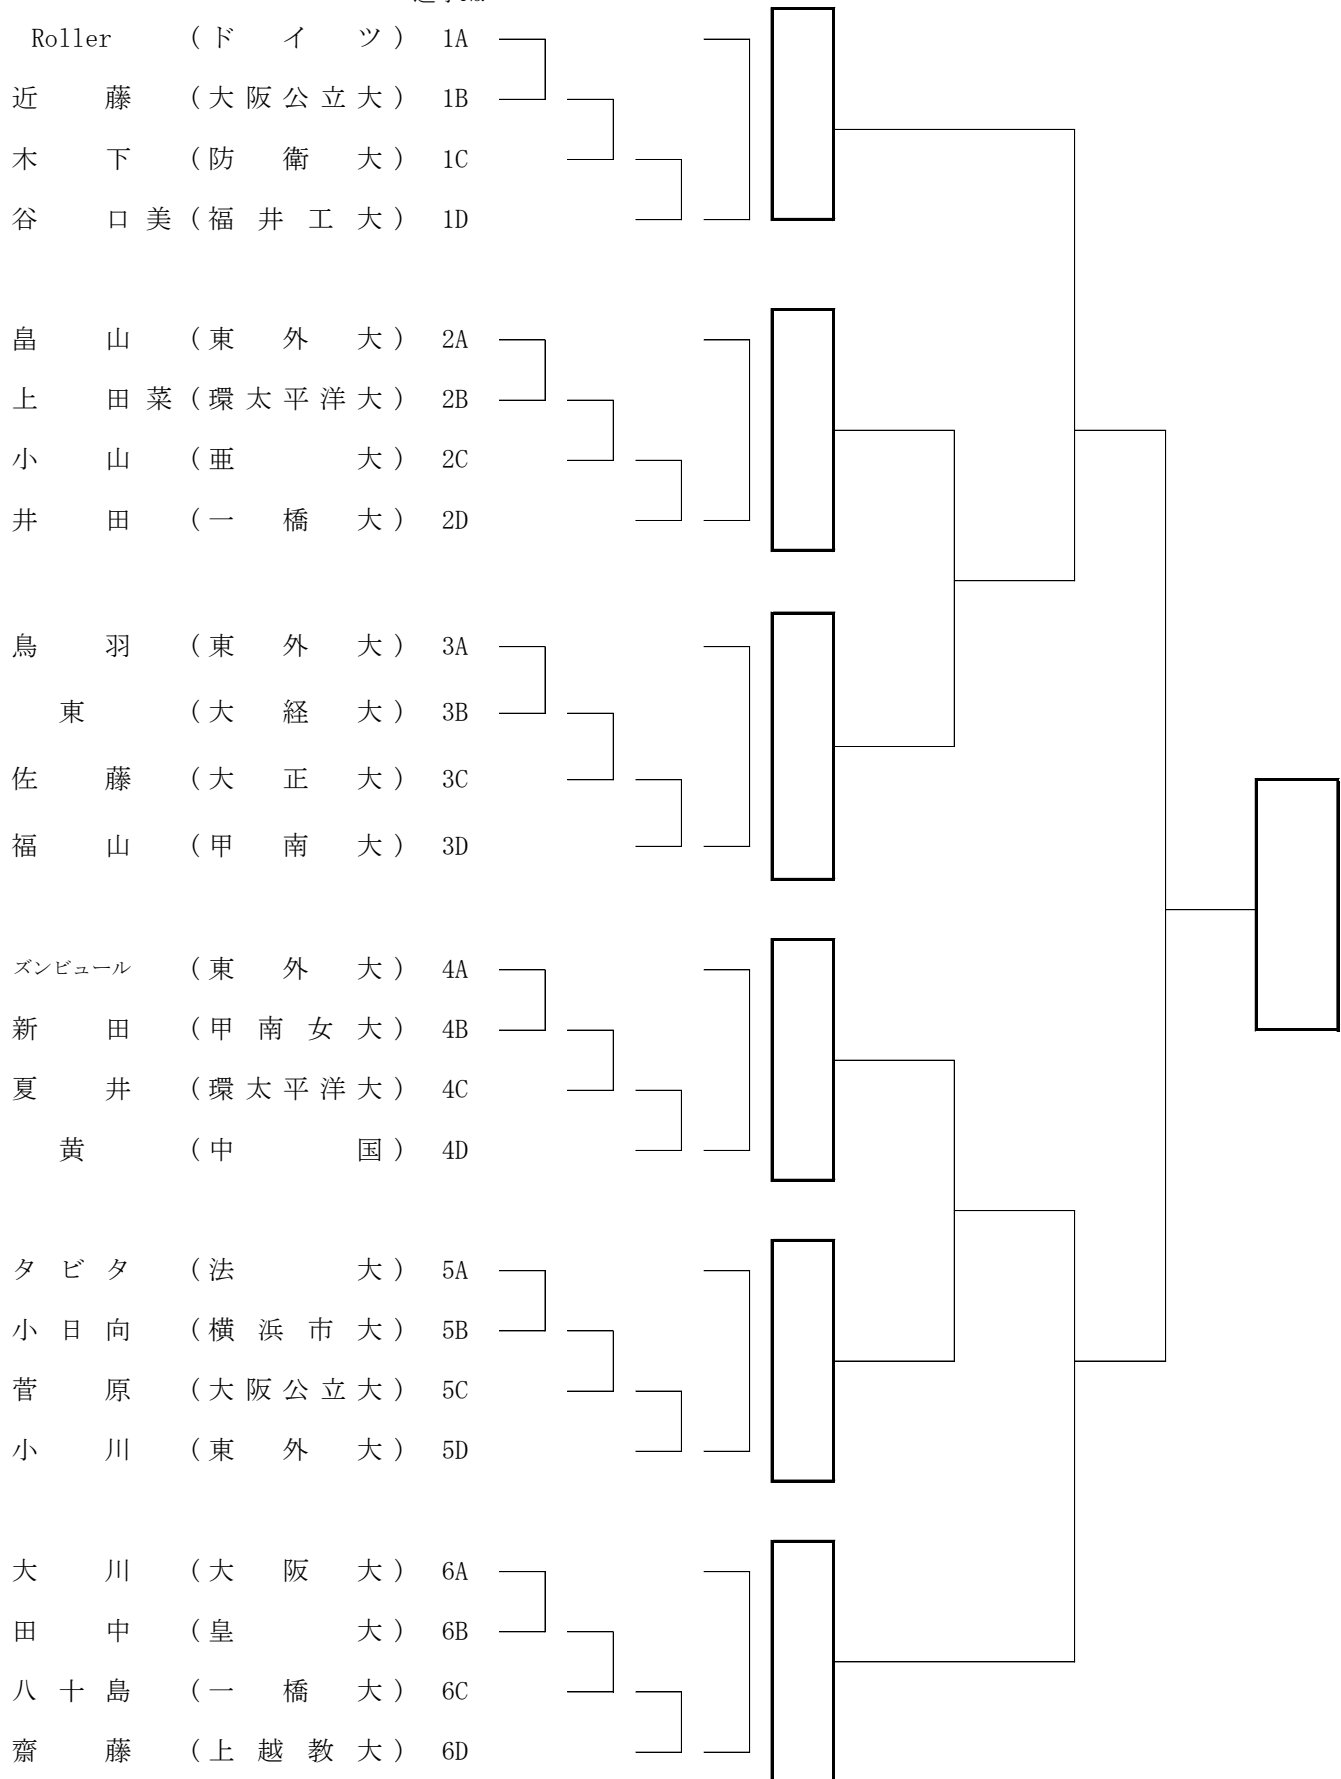 Roller （ドイツ） 1A
近藤 （大阪公立大） 1B
木下 （防衛大） 1C
谷口美（福井工大） 1D
畠山 （東外大） 2A
上田菜（環太平洋大） 2B
小山 （亜大） 2C
井田 （一橋大） 2D
鳥羽 （東外大） 3A
東 （大経大） 3B
佐藤 （大正大） 3C
福山 （甲南大） 3D
ズンビュール （東外大） 4A
新田 （甲南女大） 4B
夏井 （環太平洋大） 4C
黄 （中国） 4D
タビタ （法大） 5A
小日向 （横浜市大） 5B
菅原 （大阪公立大） 5C
小川 （東外大） 5D
大川 （大阪大） 6A
田中 （皇大） 6B
八十島 （一橋大） 6C
齋藤 （上越教大） 6D